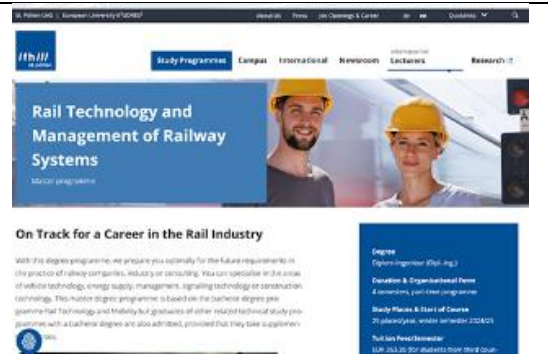 St. Pölten UAS | European University E³UDRES²
About Us Press Job Openings & Career de en Quicklinks
Information for
Study Programmes Campus International Newsroom Lecturers Research
st. pölten
Rail Technology and
Management of Railway
Systems
Master programme
On Track for a Career in the Rail Industry
With this degree programme, we prepare you optimally for the future requirements in
the practice of railway companies, industry or consulting. You can specialise in the areas
of vehicle technology, energy supply, management, signalling technology or construction
technology. This master degree programme is based on the bachelor degree pro-
gramme Rail Technology and Mobility but graduates of other related technical study pro-
grammes with a bachelor degree are also admitted, provided that they take supplemen-
Degree
Diplom-Ingenieur (Dipl.-Ing.)
Duration & Organisational Form
4 semesters, part-time programme
Study Places & Start of Course
25 places/year, winter semester 2024/25
Tuition Fees/Semester
EUR 363.36 (for students from third coun-